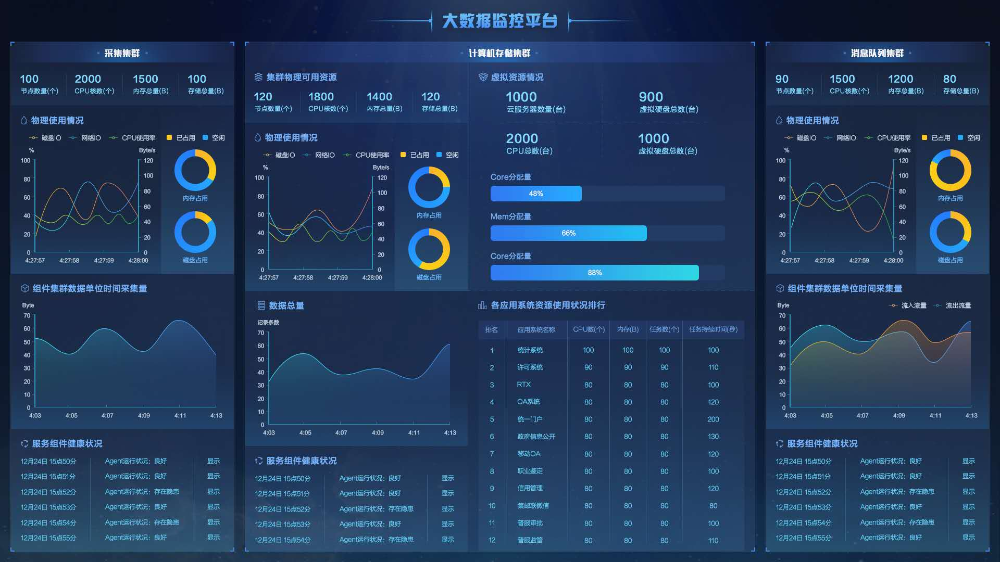 大数据监控平台
采集集群
100 2000 1500 100
节点数量(个) CPU核数(个) 内存总量(B) 存储总量(B)
物理使用情况
磁盘IO 网络IO CPU使用率 已占用 空闲
% Byte/s
100 120
80 100
60 80
40 60
20 40
0 20
0
4:27:57 4:27:58 4:27:59 4:28:00
内存占用
磁盘占用
组件集群数据单位时间采集量
Byte
70
60
50
40
30
20
10
0
4:03 4:05 4:07 4:09 4:11 4:13
服务组件健康状况
12月24日 15点50分 Agent运行状况：良好 显示
12月24日 15点51分 Agent运行状况：良好 显示
12月24日 15点52分 Agent运行状况：存在隐患 显示
12月24日 15点53分 Agent运行状况：良好 显示
12月24日 15点54分 Agent运行状况：存在隐患 显示
12月24日 15点55分 Agent运行状况：良好 显示
计算机存储集群
集群物理可用资源
120 1800 1400 120
节点数量(个) CPU核数(个) 内存总量(B) 存储总量(B)
物理使用情况
磁盘IO 网络IO CPU使用率 已占用 空闲
% Byte/s
100 120
80 100
60 80
40 60
20 40
0 20
0
4:27:57 4:27:58 4:27:59 4:28:00
内存占用
磁盘占用
数据总量
记录条数
70
60
50
40
30
20
10
0
4:03 4:05 4:07 4:09 4:11 4:13
服务组件健康状况
12月24日 15点50分 Agent运行状况：良好 显示
12月24日 15点51分 Agent运行状况：良好 显示
12月24日 15点52分 Agent运行状况：存在隐患 显示
12月24日 15点53分 Agent运行状况：良好 显示
12月24日 15点54分 Agent运行状况：存在隐患 显示
虚拟资源情况
1000 900
云服务器数量(台) 虚拟硬盘总数(台)
2000 1000
CPU总数(台) 虚拟硬盘总数(台)
Core分配量
48%
Mem分配量
66%
Core分配量
88%
各应用系统资源使用状况排行
排名 应用系统名称 CPU数(个) 内存(B) 任务数(个) 任务持续时间(秒)
1 统计系统 100 100 100 100
2 许可系统 90 90 90 110
3 RTX 80 80 80 100
4 OA系统 80 80 80 120
5 统一门户 80 80 80 200
6 政府信息公开 80 80 80 130
7 移动OA 80 80 80 120
8 职业鉴定 80 80 80 100
9 信用管理 80 80 80 120
10 集邮联微信 80 80 80 80
11 普服审批 80 80 80 100
12 普服监管 80 80 80 110
消息队列集群
90 1500 1200 80
节点数量(个) CPU核数(个) 内存总量(B) 存储总量(B)
物理使用情况
磁盘IO 网络IO CPU使用率 已占用 空闲
% Byte/s
100 120
80 100
60 80
40 60
20 40
0 20
0
4:27:57 4:27:58 4:27:59 4:28:00
内存占用
磁盘占用
组件集群数据单位时间采集量
Byte 流入流量 流出流量
70
60
50
40
30
20
10
0
4:03 4:05 4:07 4:09 4:11 4:13
服务组件健康状况
12月24日 15点50分 Agent运行状况：良好 显示
12月24日 15点51分 Agent运行状况：良好 显示
12月24日 15点52分 Agent运行状况：存在隐患 显示
12月24日 15点53分 Agent运行状况：良好 显示
12月24日 15点54分 Agent运行状况：存在隐患 显示
12月24日 15点55分 Agent运行状况：良好 显示